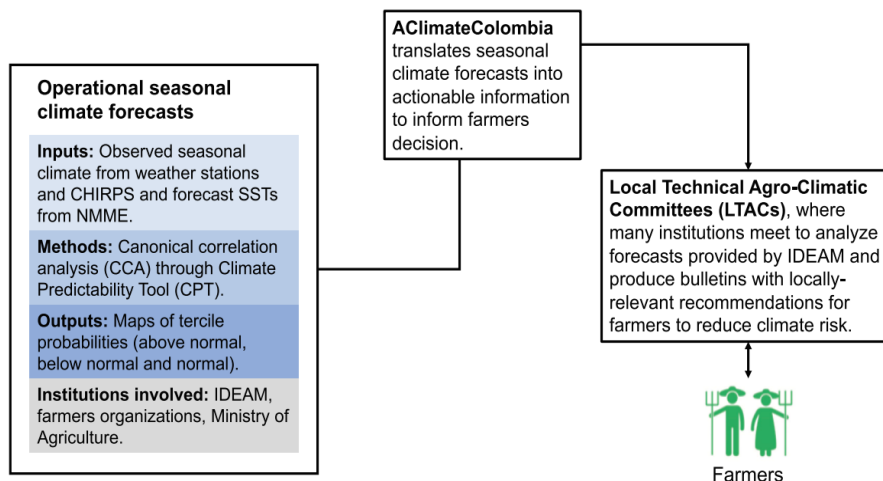 Operational seasonal
climate forecasts
Inputs: Observed seasonal
climate from weather stations
and CHIRPS and forecast SSTs
from NMME.
Methods: Canonical correlation
analysis (CCA) through Climate
Predictability Tool (CPT).
Outputs: Maps of tercile
probabilities (above normal,
below normal and normal).
Institutions involved: IDEAM,
farmers organizations, Ministry of
Agriculture.
AClimateColombia
translates seasonal
climate forecasts into
actionable information
to inform farmers
decision.
Local Technical Agro-Climatic
Committees (LTACs), where
many institutions meet to analyze
forecasts provided by IDEAM and
produce bulletins with locally-
relevant recommendations for
farmers to reduce climate risk.
Farmers